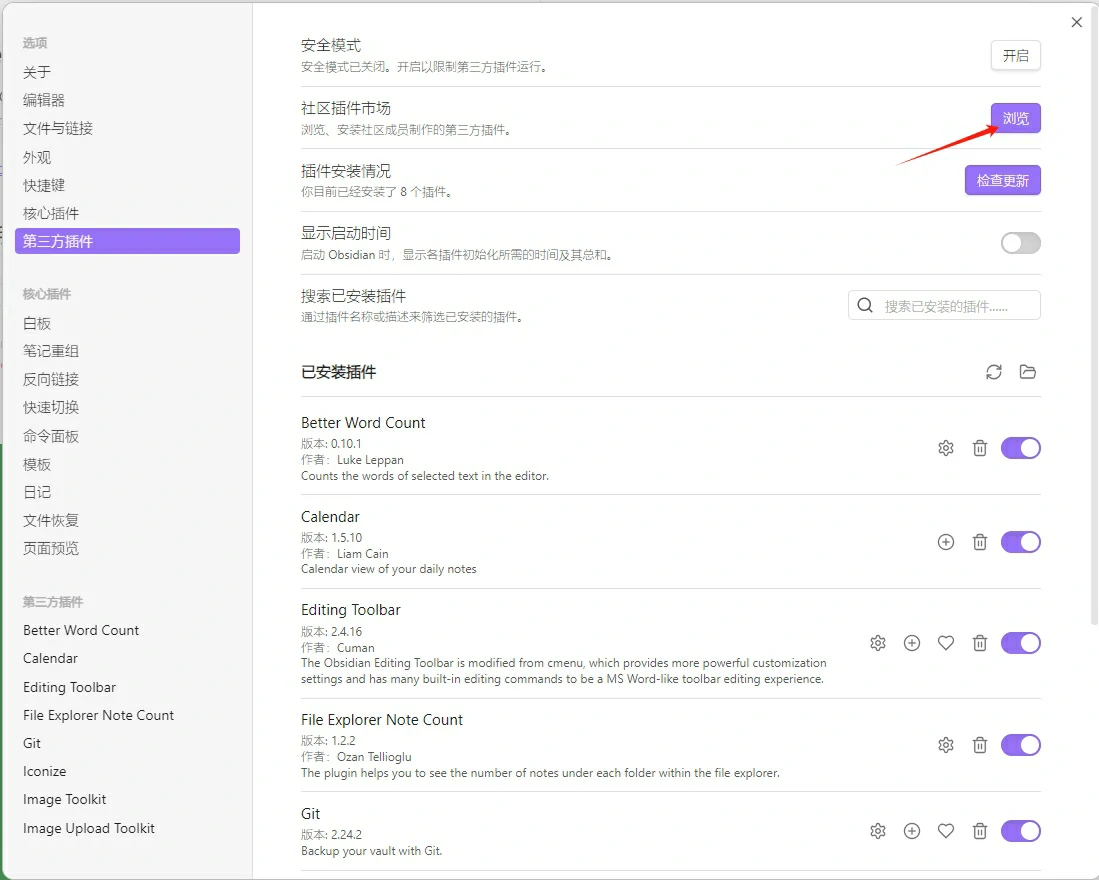 选项
关于
编辑器
文件与链接
外观
快捷键
核心插件
第三方插件
核心插件
白板
笔记重组
反向链接
快速切换
命令面板
模板
日记
文件恢复
页面预览
第三方插件
Better Word Count
Calendar
Editing Toolbar
File Explorer Note Count
Git
Iconize
Image Toolkit
Image Upload Toolkit
安全模式
安全模式已关闭。开启以限制第三方插件运行。
开启
社区插件市场
浏览、安装社区成员制作的第三方插件。
浏览
插件安装情况
你目前已经安装了 8 个插件。
检查更新
显示启动时间
启动 Obsidian 时，显示各插件初始化所需的时间及其总和。
搜索已安装插件
通过插件名称或描述来筛选已安装的插件。
搜索已安装的插件......
已安装插件
Better Word Count
版本: 0.10.1
作者: Luke Leppan
Counts the words of selected text in the editor.
Calendar
版本: 1.5.10
作者: Liam Cain
Calendar view of your daily notes
Editing Toolbar
版本: 2.4.16
作者: Cuman
The Obsidian Editing Toolbar is modified from cmenu, which provides more powerful customization
settings and has many built-in editing commands to be a MS Word-like toolbar editing experience.
File Explorer Note Count
版本: 1.2.2
作者: Ozan Tellioglu
The plugin helps you to see the number of notes under each folder within the file explorer.
Git
版本: 2.24.2
Backup your vault with Git.